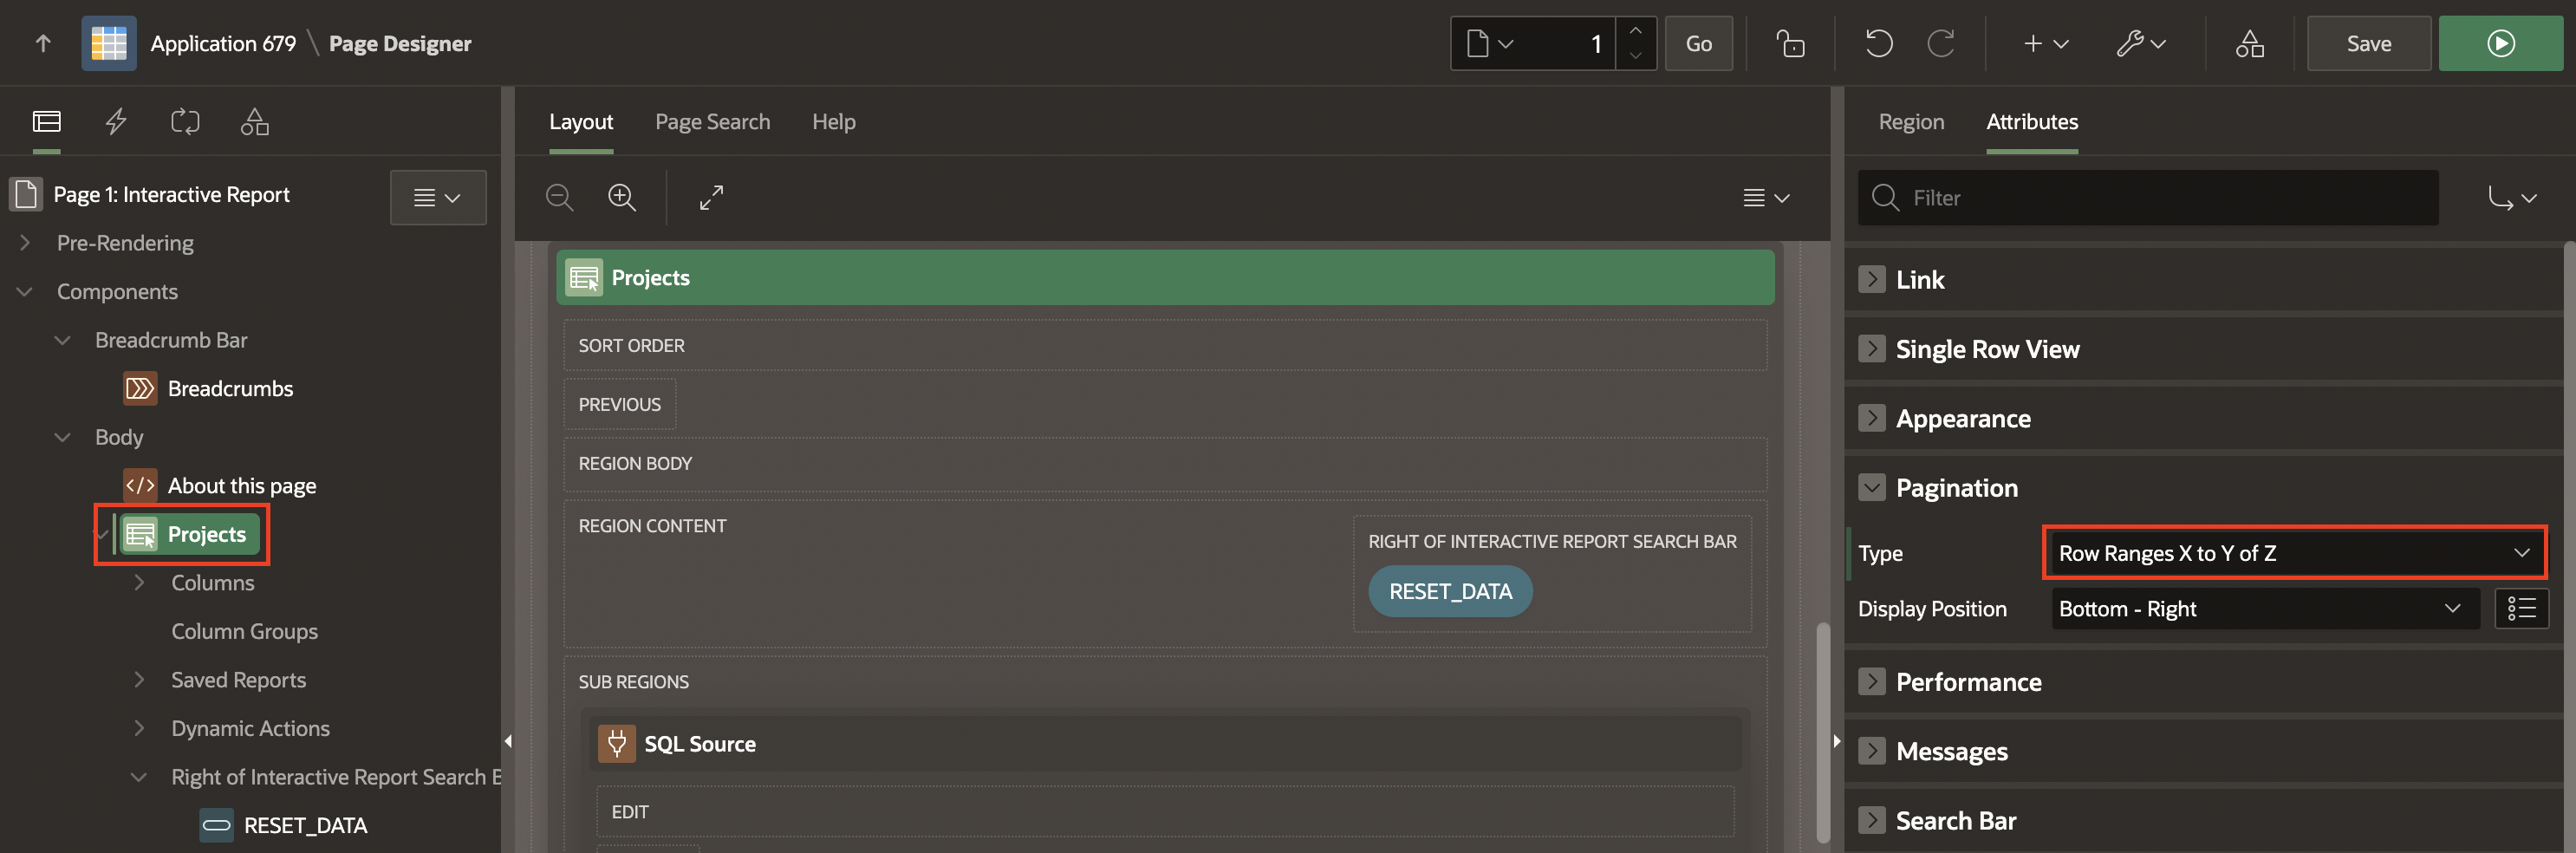 Application 679 \ Page Designer
1
Go
Save
Layout
Page Search
Help
Region
Attributes
Page 1: Interactive Report
Filter
Pre-Rendering
Components
Breadcrumb Bar
Breadcrumbs
Body
About this page
Projects
Columns
Column Groups
Saved Reports
Dynamic Actions
Right of Interactive Report Search B
RESET_DATA
Projects
SORT ORDER
PREVIOUS
REGION BODY
REGION CONTENT
RIGHT OF INTERACTIVE REPORT SEARCH BAR
RESET_DATA
SUB REGIONS
SQL Source
EDIT
Link
Single Row View
Appearance
Pagination
Type
Row Ranges X to Y of Z
Display Position
Bottom - Right
Performance
Messages
Search Bar